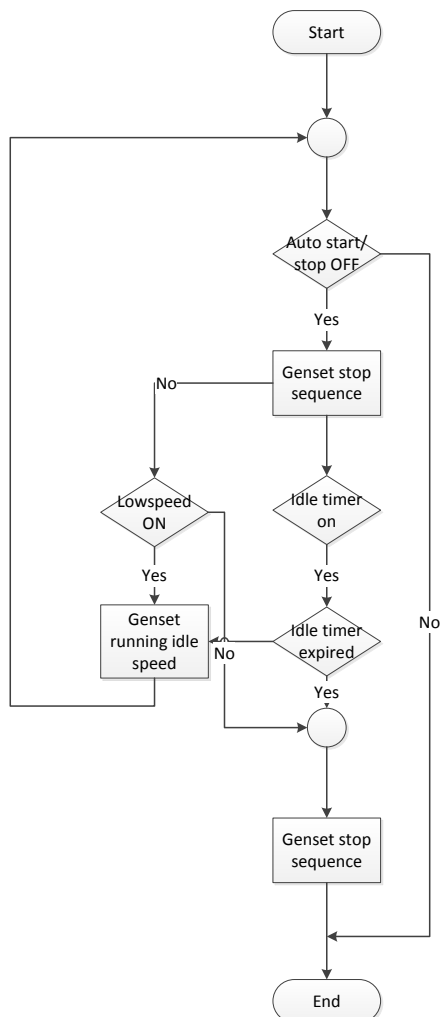 Start
Auto start/
stop OFF
Yes
Genset stop
sequence
No
Lowspeed
ON
Idle timer
on
Yes
Yes
Genset
running idle
speed
Idle timer
expired
No
No
Yes
Genset stop
sequence
End